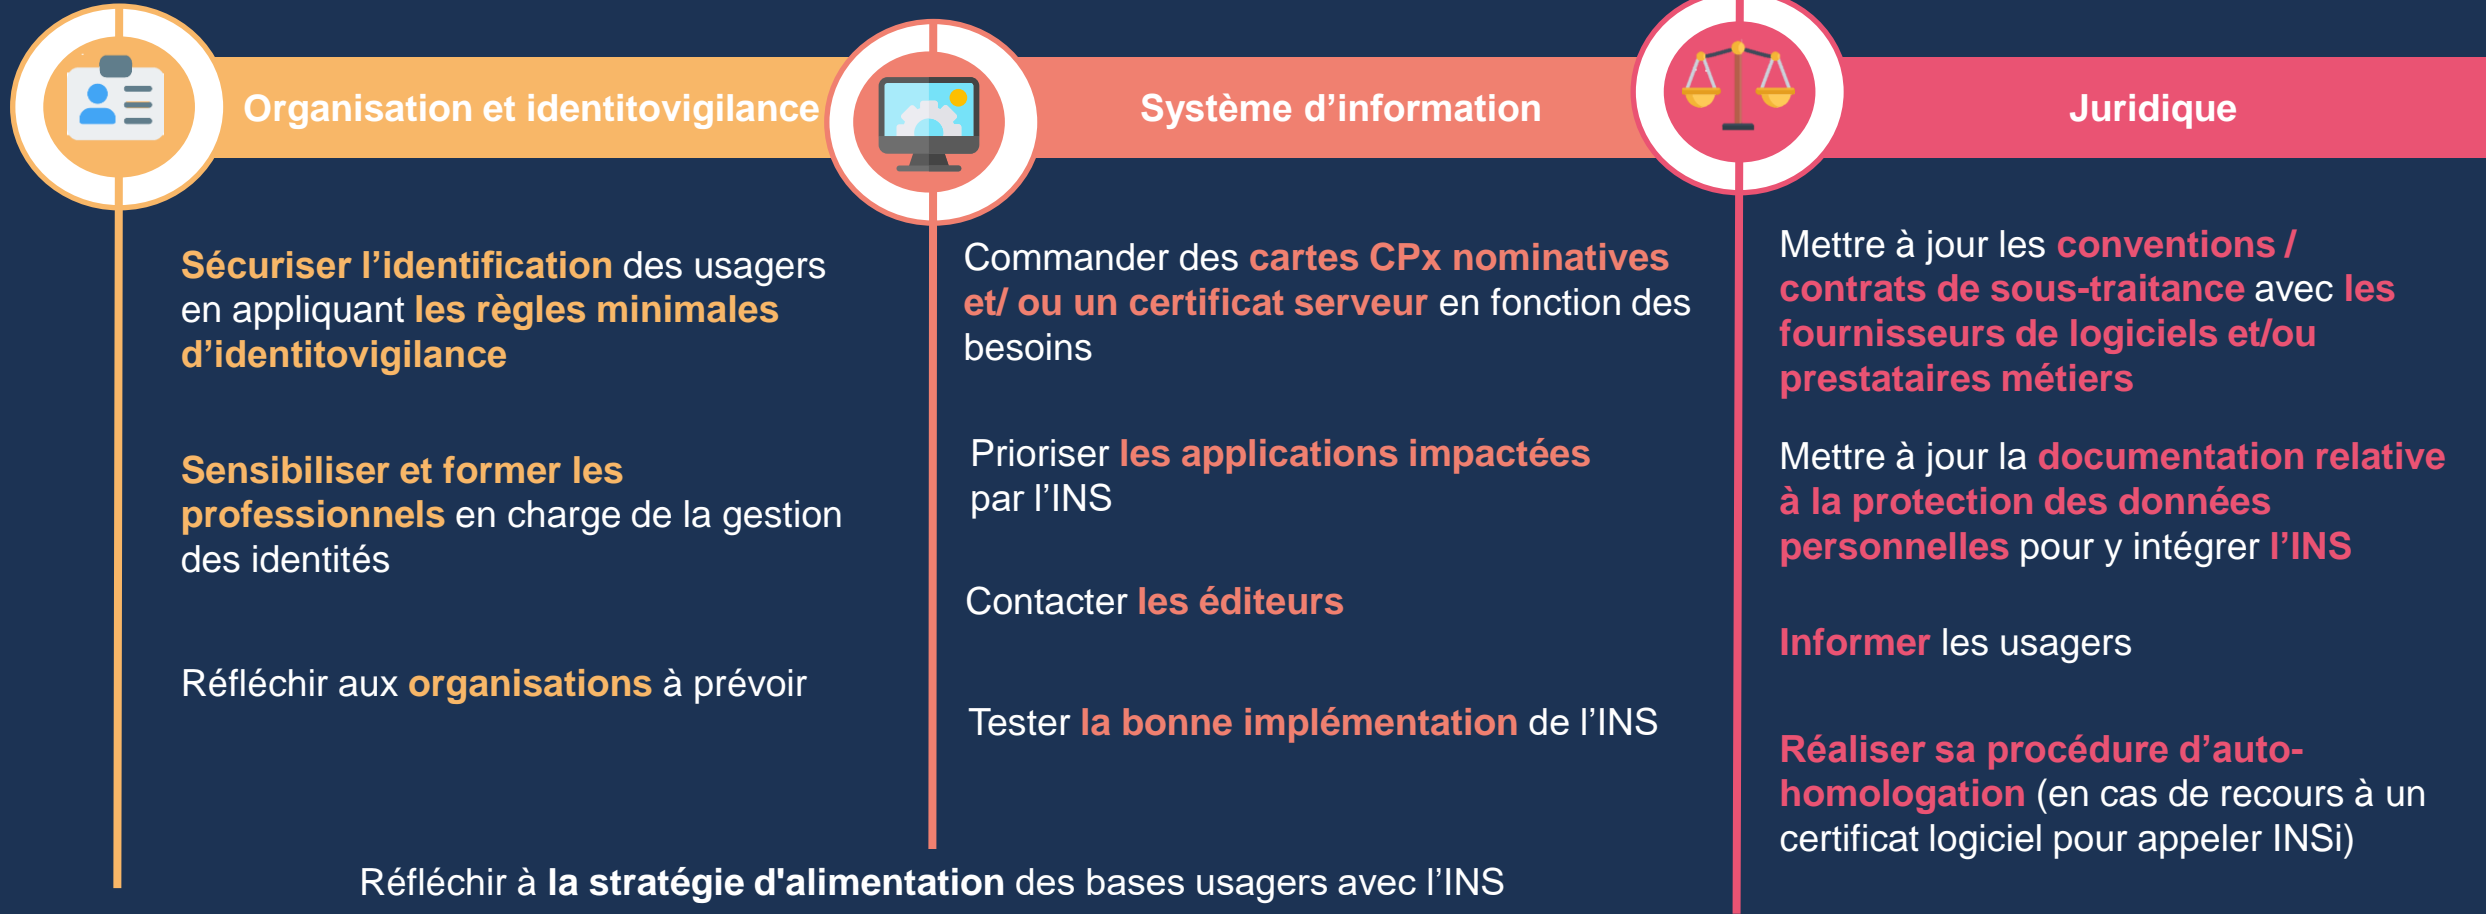 Organisation et identitovigilance
Sécuriser l’identification des usagers
en appliquant les règles minimales
d’identitovigilance
Sensibiliser et former les
professionnels en charge de la gestion
des identités
Réfléchir aux organisations à prévoir
Système d’information
Commander des cartes CPx nominatives
et/ ou un certificat serveur en fonction des
besoins
Prioriser les applications impactées
par l’INS
Contacter les éditeurs
Tester la bonne implémentation de l’INS
Réfléchir à la stratégie d'alimentation des bases usagers avec l’INS
Juridique
Mettre à jour les conventions /
contrats de sous-traitance avec les
fournisseurs de logiciels et/ou
prestataires métiers
Mettre à jour la documentation relative
à la protection des données
personnelles pour y intégrer l’INS
Informer les usagers
Réaliser sa procédure d’auto-
homologation (en cas de recours à un
certificat logiciel pour appeler INSi)